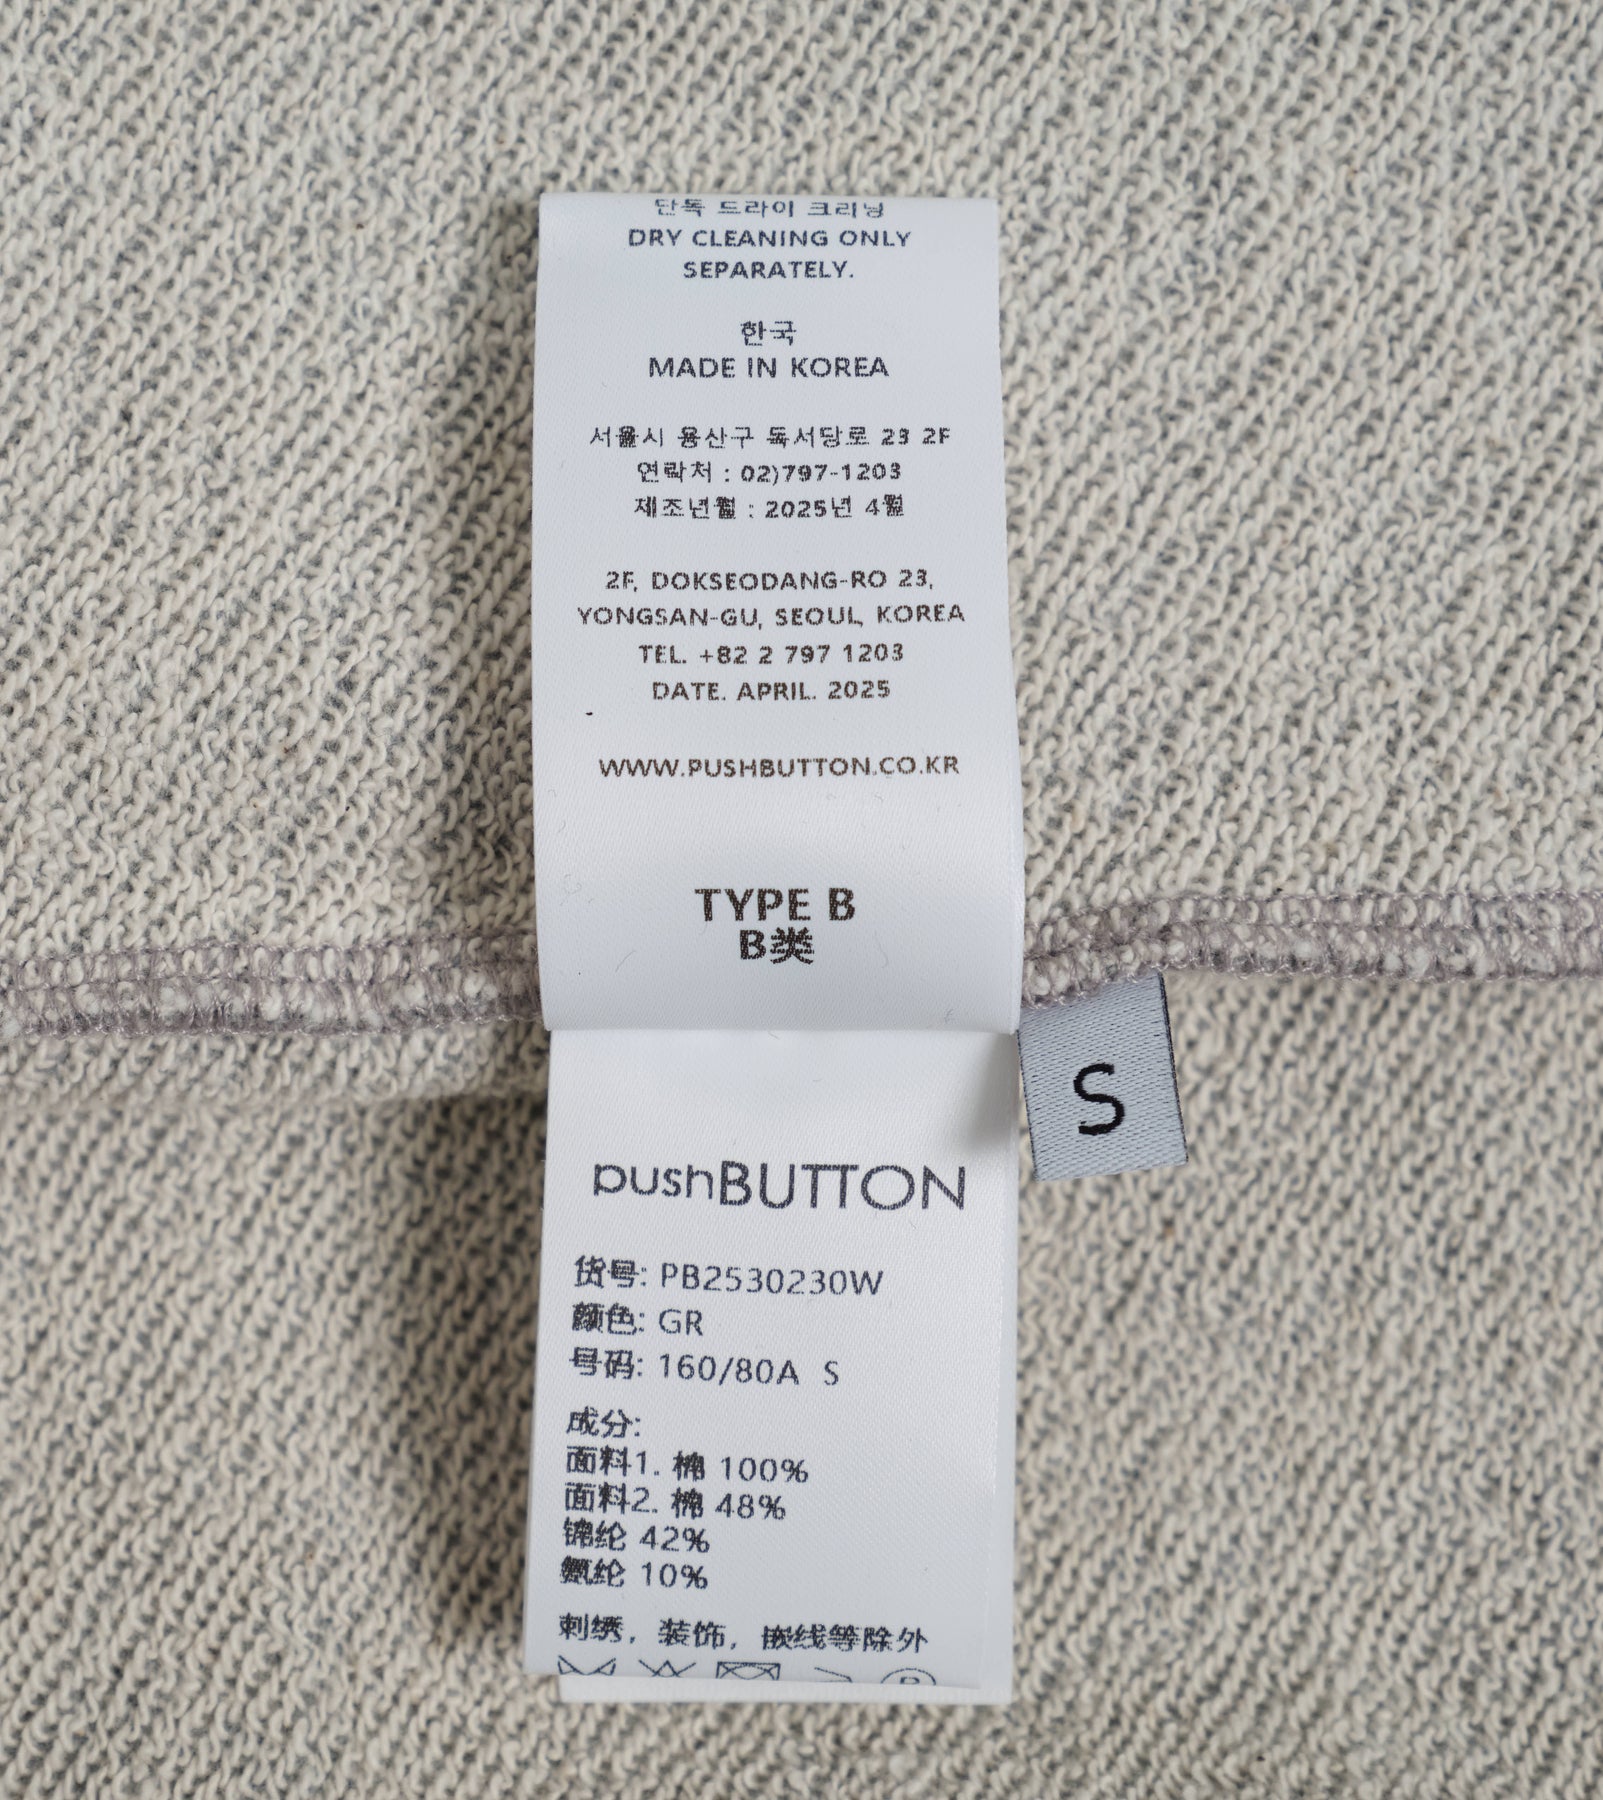 단독 드라이 크리닝
DRY CLEANING ONLY
SEPARATELY.
한국
MADE IN KOREA
서울시 용산구 독서당로 23 2F
연락처 : 02)797-1203
제조년월 : 2025년 4월
2F, DOKSEODANG-RO 23,
YONGSAN-GU, SEOUL, KOREA
TEL. +82 2 797 1203
DATE. APRIL. 2025
WWW.PUSHBUTTON.CO.KR
TYPE B
B类
S
pushBUTTON
货号: PB2530230W
颜色: GR
号码: 160/80A S
成分:
面料1. 棉 100%
面料2. 棉 48%
锦纶 42%
氨纶 10%
刺绣，装饰，嵌线等除外